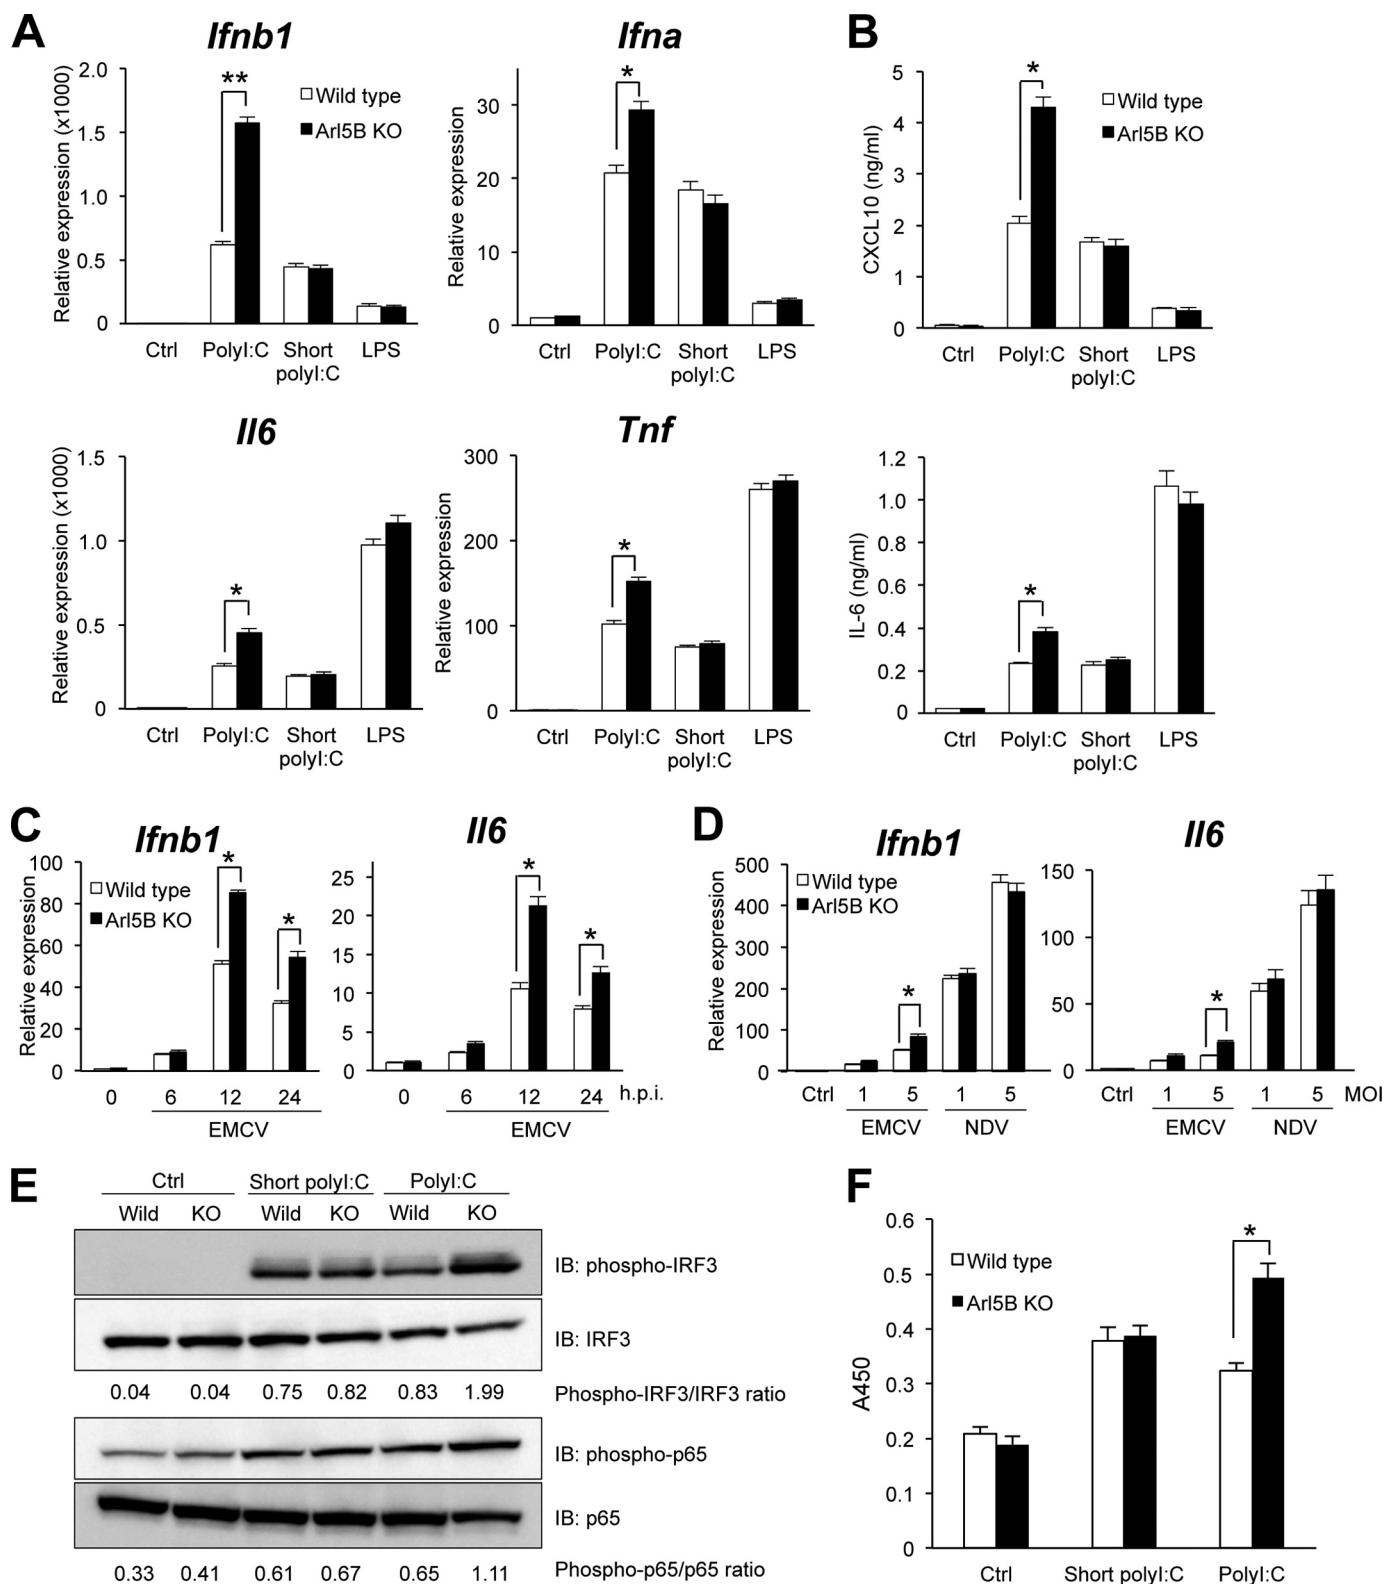 A
Ifnb1
Relative expression (x1000)
2.0
1.5
1.0
0.5
0
**
Wild type
Arl5B KO
Ctrl PolyI:C Short polyI:C LPS
Ifna
Relative expression
30
20
10
0
*
Ctrl PolyI:C Short polyI:C LPS
B
CXCL10 (ng/ml)
5
4
3
2
1
0
*
Wild type
Arl5B KO
Ctrl PolyI:C Short polyI:C LPS
Il6
Relative expression (x1000)
1.5
1.0
0.5
0
*
Ctrl PolyI:C Short polyI:C LPS
Tnf
Relative expression
300
200
100
0
*
Ctrl PolyI:C Short polyI:C LPS
IL-6 (ng/ml)
1.2
1.0
0.8
0.6
0.4
0.2
0
*
Ctrl PolyI:C Short polyI:C LPS
C
Ifnb1
Relative expression
100
80
60
40
20
0
Wild type
Arl5B KO
* *
0 6 12 24
EMCV
Il6
25
20
15
10
5
0
* *
0 6 12 24 h.p.i.
EMCV
D
Ifnb1
Relative expression
500
400
300
200
100
0
Wild type
Arl5B KO
*
Ctrl 1 5 1 5
EMCV NDV
Il6
150
100
50
0
*
Ctrl 1 5 1 5 MOI
EMCV NDV
E
Ctrl Short polyI:C PolyI:C
Wild KO Wild KO Wild KO
IB: phospho-IRF3
IB: IRF3
0.04 0.04 0.75 0.82 0.83 1.99 Phospho-IRF3/IRF3 ratio
IB: phospho-p65
IB: p65
0.33 0.41 0.61 0.67 0.65 1.11 Phospho-p65/p65 ratio
F
A450
0.6
0.5
0.4
0.3
0.2
0.1
0
Wild type
Arl5B KO
*
Ctrl Short polyI:C PolyI:C